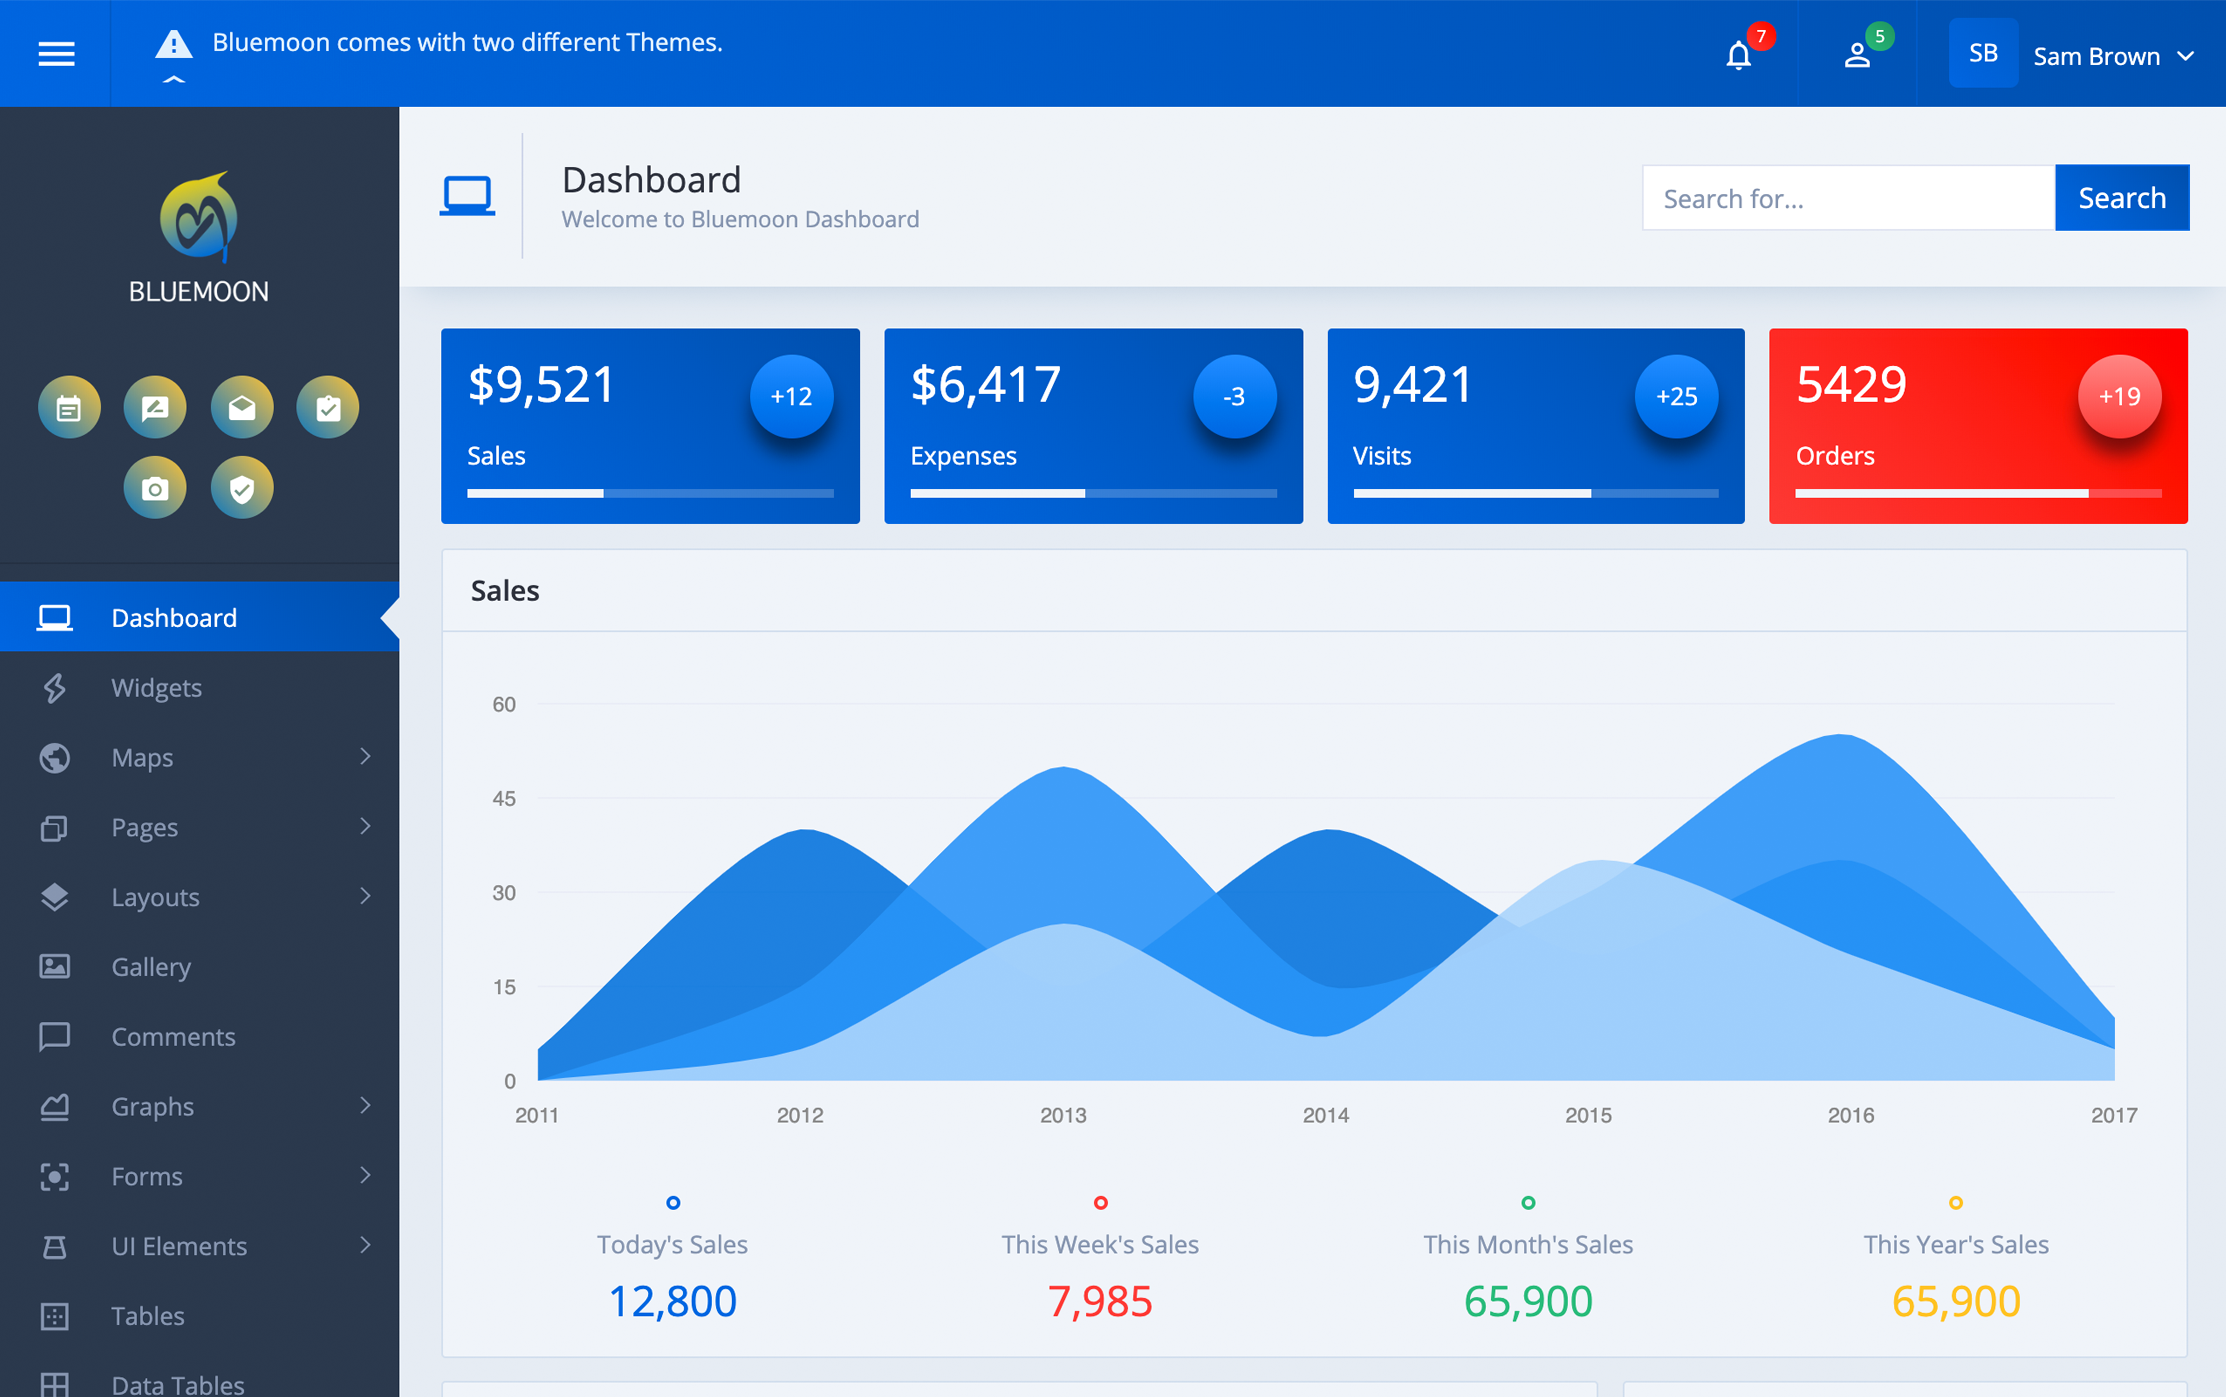 Bluemoon comes with two different Themes.
7
5
SB
Sam Brown
BLUEMOON
Dashboard
Widgets
Maps
Pages
Layouts
Gallery
Comments
Graphs
Forms
UI Elements
Tables
Data Tables
Dashboard
Welcome to Bluemoon Dashboard
Search for...
Search
$9,521
+12
Sales
$6,417
-3
Expenses
9,421
+25
Visits
5429
+19
Orders
Sales
60
45
30
15
0
2011
2012
2013
2014
2015
2016
2017
Today's Sales
12,800
This Week's Sales
7,985
This Month's Sales
65,900
This Year's Sales
65,900